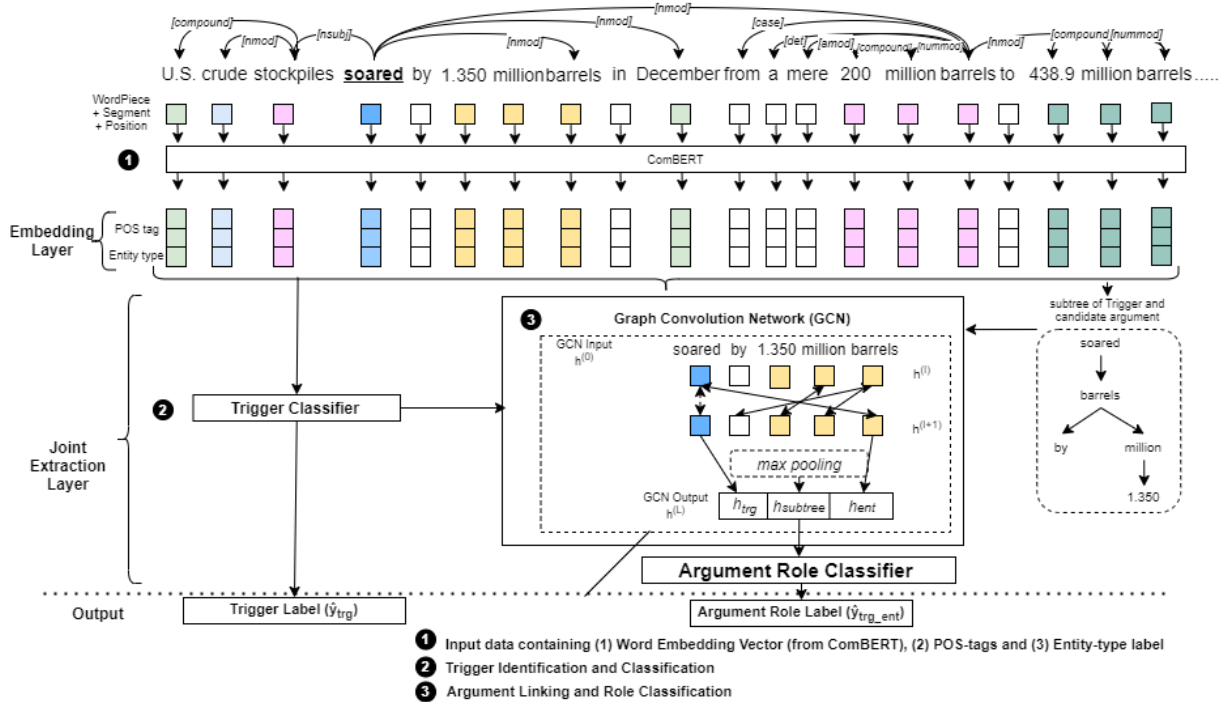 [nmod]
[compound] [nsubj] [nmod] [case] [compound [nummod]
[nmod] [nmod] [det] [amod] [compound] [nummod] [nmod]
U.S. crude stockpiles soared by 1.350 million barrels in December from a mere 200 million barrels to 438.9 million barrels .....
WordPiece
+ Segment
+ Position
1 ComBERT
Embedding
Layer
POS tag
Entity type
3 Graph Convolution Network (GCN)
subtree of Trigger and
candidate argument
GCN Input
h(0)
soared by 1.350 million barrels
h(l)
h(l+1)
max pooling
GCN Output
h(L)
htrg hsubtree hent
soared
barrels
by million
1.350
2 Trigger Classifier
Joint
Extraction
Layer
Argument Role Classifier
Output
Trigger Label (ŷtrg)
Argument Role Label (ŷtrg_ent)
1 Input data containing (1) Word Embedding Vector (from ComBERT), (2) POS-tags and (3) Entity-type label
2 Trigger Identification and Classification
3 Argument Linking and Role Classification